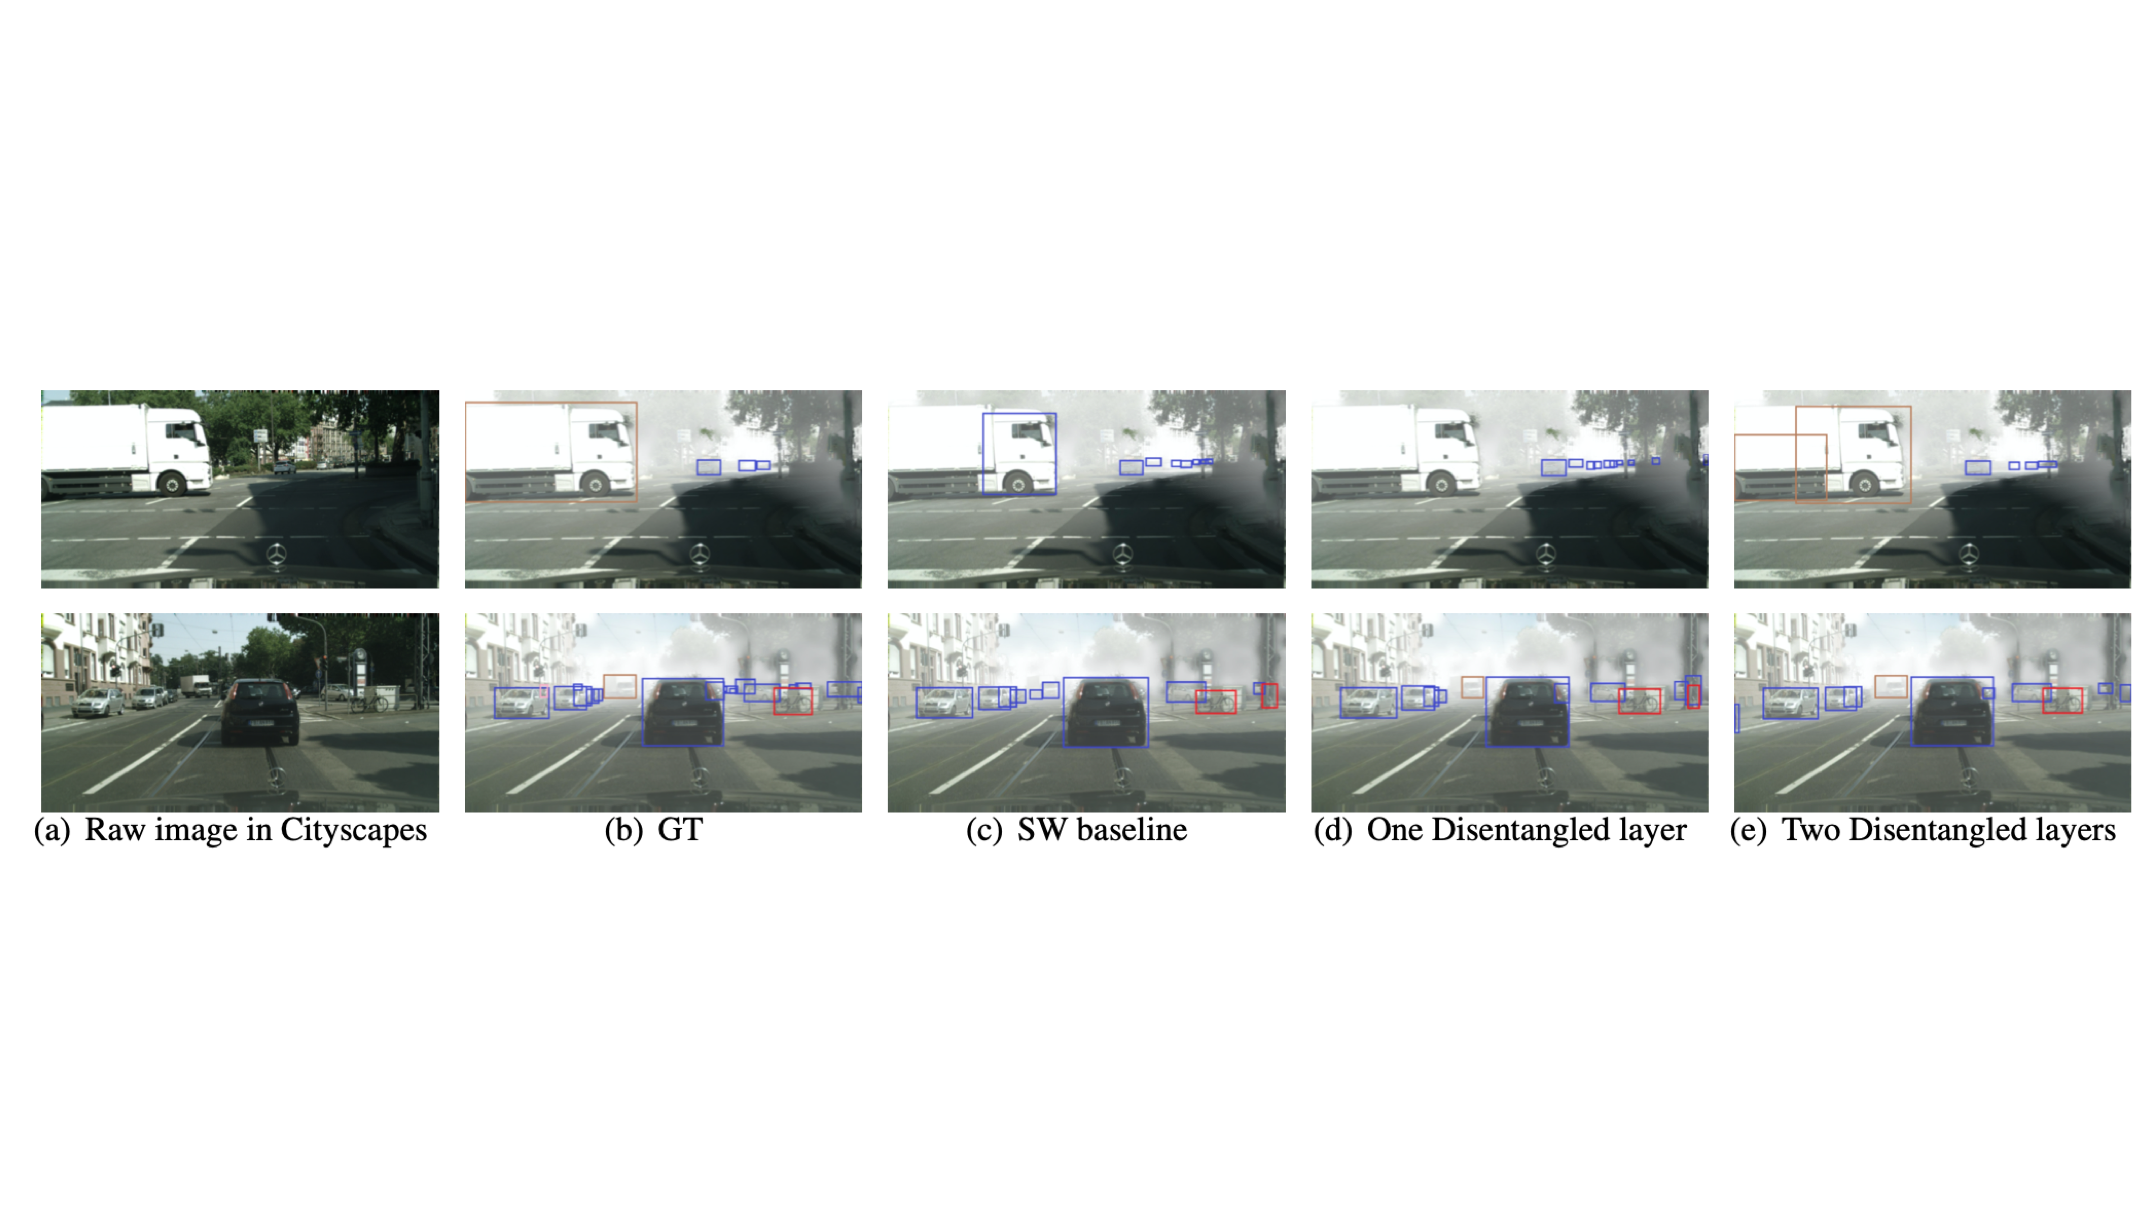 (a) Raw image in Cityscapes
(b) GT
(c) SW baseline
(d) One Disentangled layer
(e) Two Disentangled layers